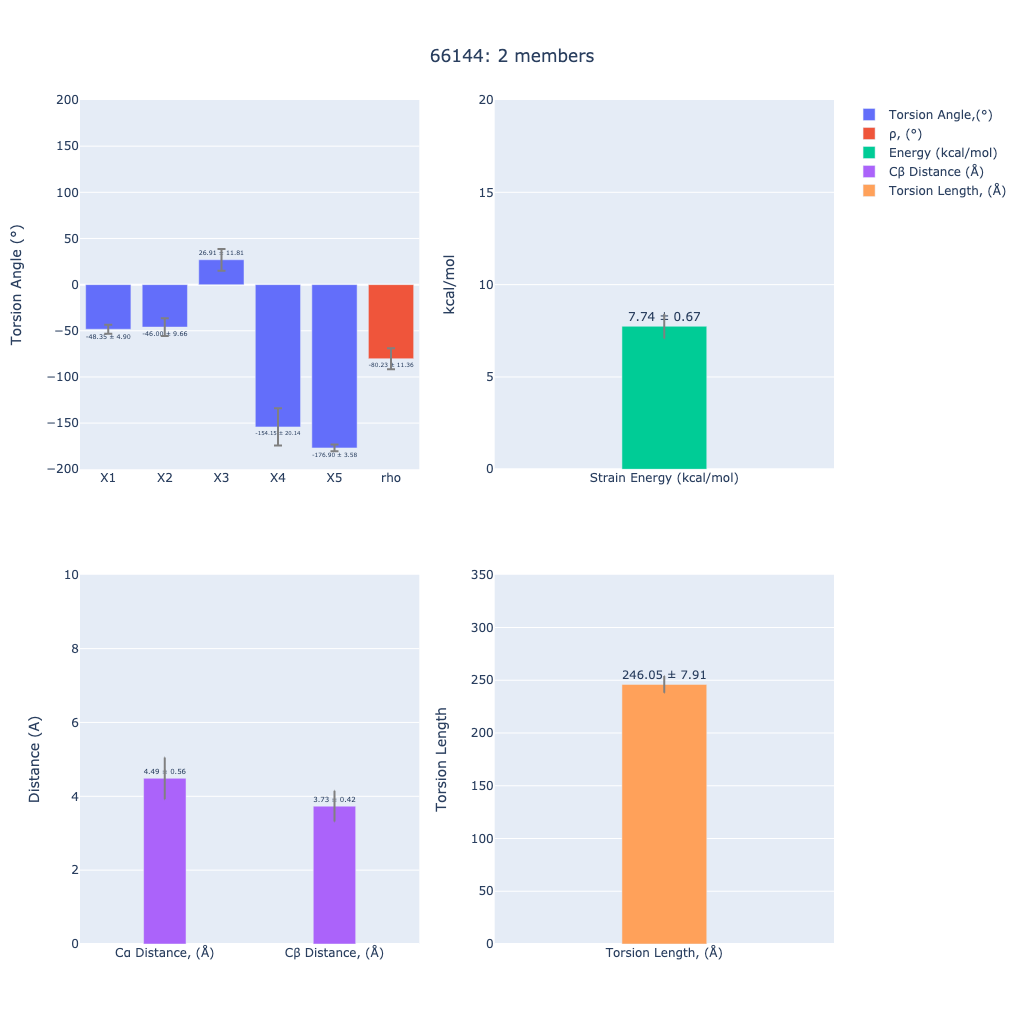 66144: 2 members
Torsion Angle (°)
200
150
100
50
0
−50
−100
−150
−200
-48.35 ± 4.90
-46.00 ± 9.66
26.91 ± 11.81
-154.15 ± 20.14
-176.90 ± 3.58
-80.23 ± 11.36
X1 X2 X3 X4 X5 rho
kcal/mol
20
15
10
5
0
7.74 ± 0.67
Strain Energy (kcal/mol)
Torsion Angle,(°)
ρ, (°)
Energy (kcal/mol)
Cβ Distance (Å)
Torsion Length, (Å)
Distance (A)
10
8
6
4
2
0
4.49 ± 0.56
3.73 ± 0.42
Cα Distance, (Å) Cβ Distance, (Å)
Torsion Length
350
300
250
200
150
100
50
0
246.05 ± 7.91
Torsion Length, (Å)